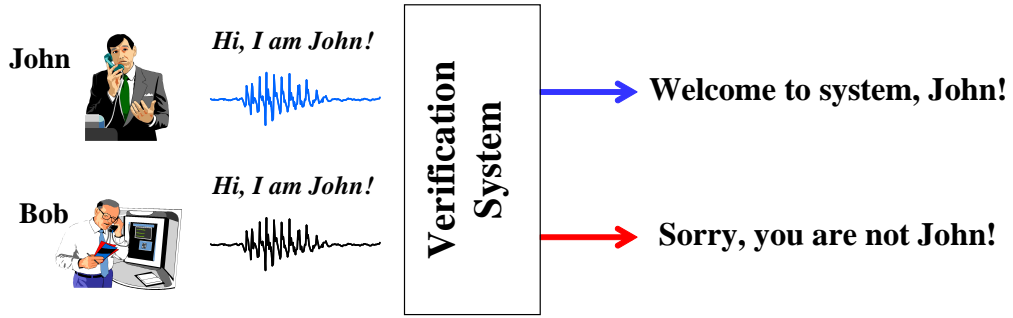 John
Hi, I am John!
Welcome to system, John!
Verification
System
Bob
Hi, I am John!
Sorry, you are not John!